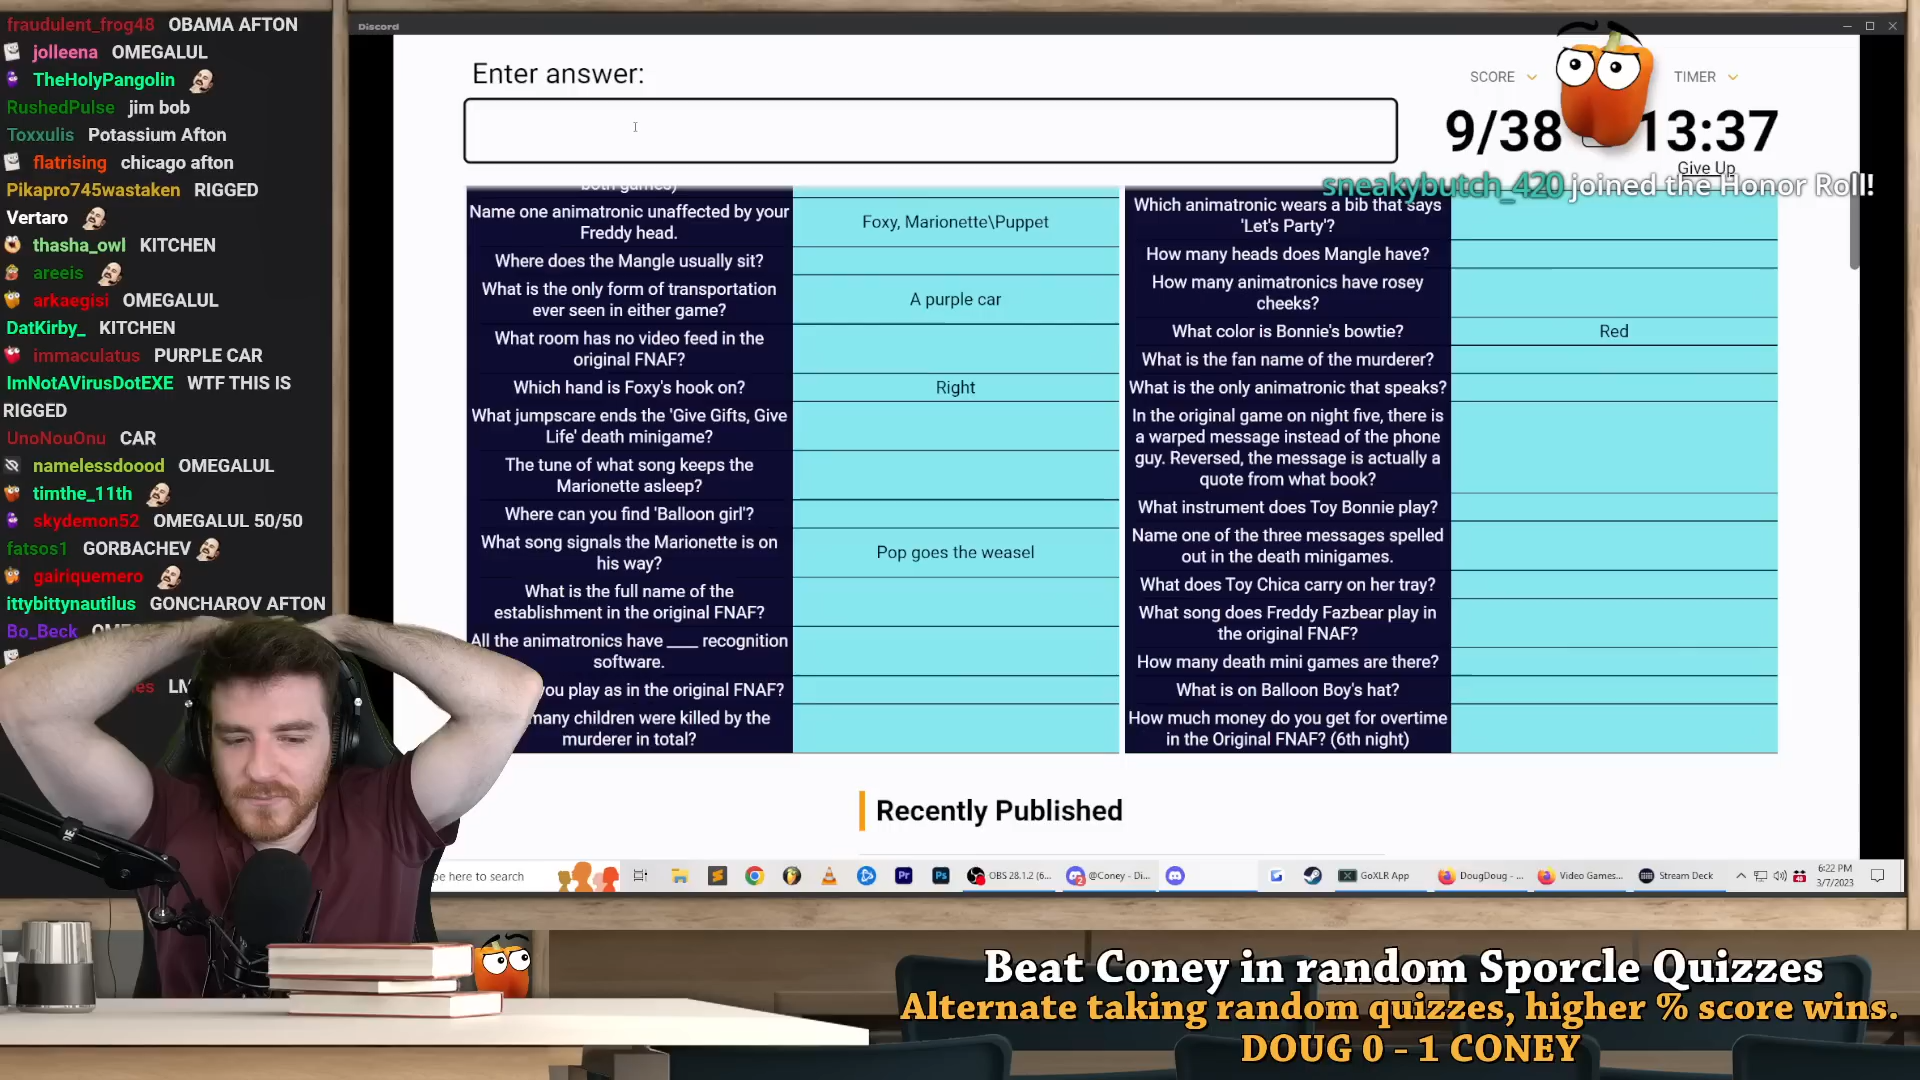 fraudulent_frog48 OBAMA AFTON
jolleena OMEGALUL
TheHolyPangolin
RushedPulse jim bob
Toxxulis Potassium Afton
flatrising chicago afton
Pikapro745wastaken RIGGED
Vertaro
thasha_owl KITCHEN
areeis
arkaegisi OMEGALUL
DatKirby_ KITCHEN
immaculatus PURPLE CAR
ImNotAVirusDotEXE WTF THIS IS
RIGGED
UnoNouOnu CAR
namelessdoood OMEGALUL
timthe_11th
skydemon52 OMEGALUL 50/50
fatsos1 GORBACHEV
gairiquemero
ittybittynautilus GONCHAROV AFTON
Bo_Beck
Discord
Enter answer:
SCORE
TIMER
9/38
13:37
Give Up
sneakybutch_420 joined the Honor Roll!
both games)
Name one animatronic unaffected by your
Freddy head.
Foxy, Marionette\Puppet
Where does the Mangle usually sit?
What is the only form of transportation
ever seen in either game?
A purple car
What room has no video feed in the
original FNAF?
Which hand is Foxy's hook on?
Right
What jumpscare ends the 'Give Gifts, Give
Life' death minigame?
The tune of what song keeps the
Marionette asleep?
Where can you find 'Balloon girl'?
What song signals the Marionette is on
his way?
Pop goes the weasel
What is the full name of the
establishment in the original FNAF?
All the animatronics have ____ recognition
software.
you play as in the original FNAF?
many children were killed by the
murderer in total?
Which animatronic wears a bib that says
'Let's Party'?
How many heads does Mangle have?
How many animatronics have rosey
cheeks?
What color is Bonnie's bowtie?
Red
What is the fan name of the murderer?
What is the only animatronic that speaks?
In the original game on night five, there is
a warped message instead of the phone
guy. Reversed, the message is actually a
quote from what book?
What instrument does Toy Bonnie play?
Name one of the three messages spelled
out in the death minigames.
What does Toy Chica carry on her tray?
What song does Freddy Fazbear play in
the original FNAF?
How many death mini games are there?
What is on Balloon Boy's hat?
How much money do you get for overtime
in the Original FNAF? (6th night)
Recently Published
pe here to search
OBS 28.1.2 (6...
@Coney - Di...
GoXLR App
DougDoug - ...
Video Games...
Stream Deck
6:22 PM
3/7/2023
Beat Coney in random Sporcle Quizzes
Alternate taking random quizzes, higher % score wins.
DOUG 0 - 1 CONEY